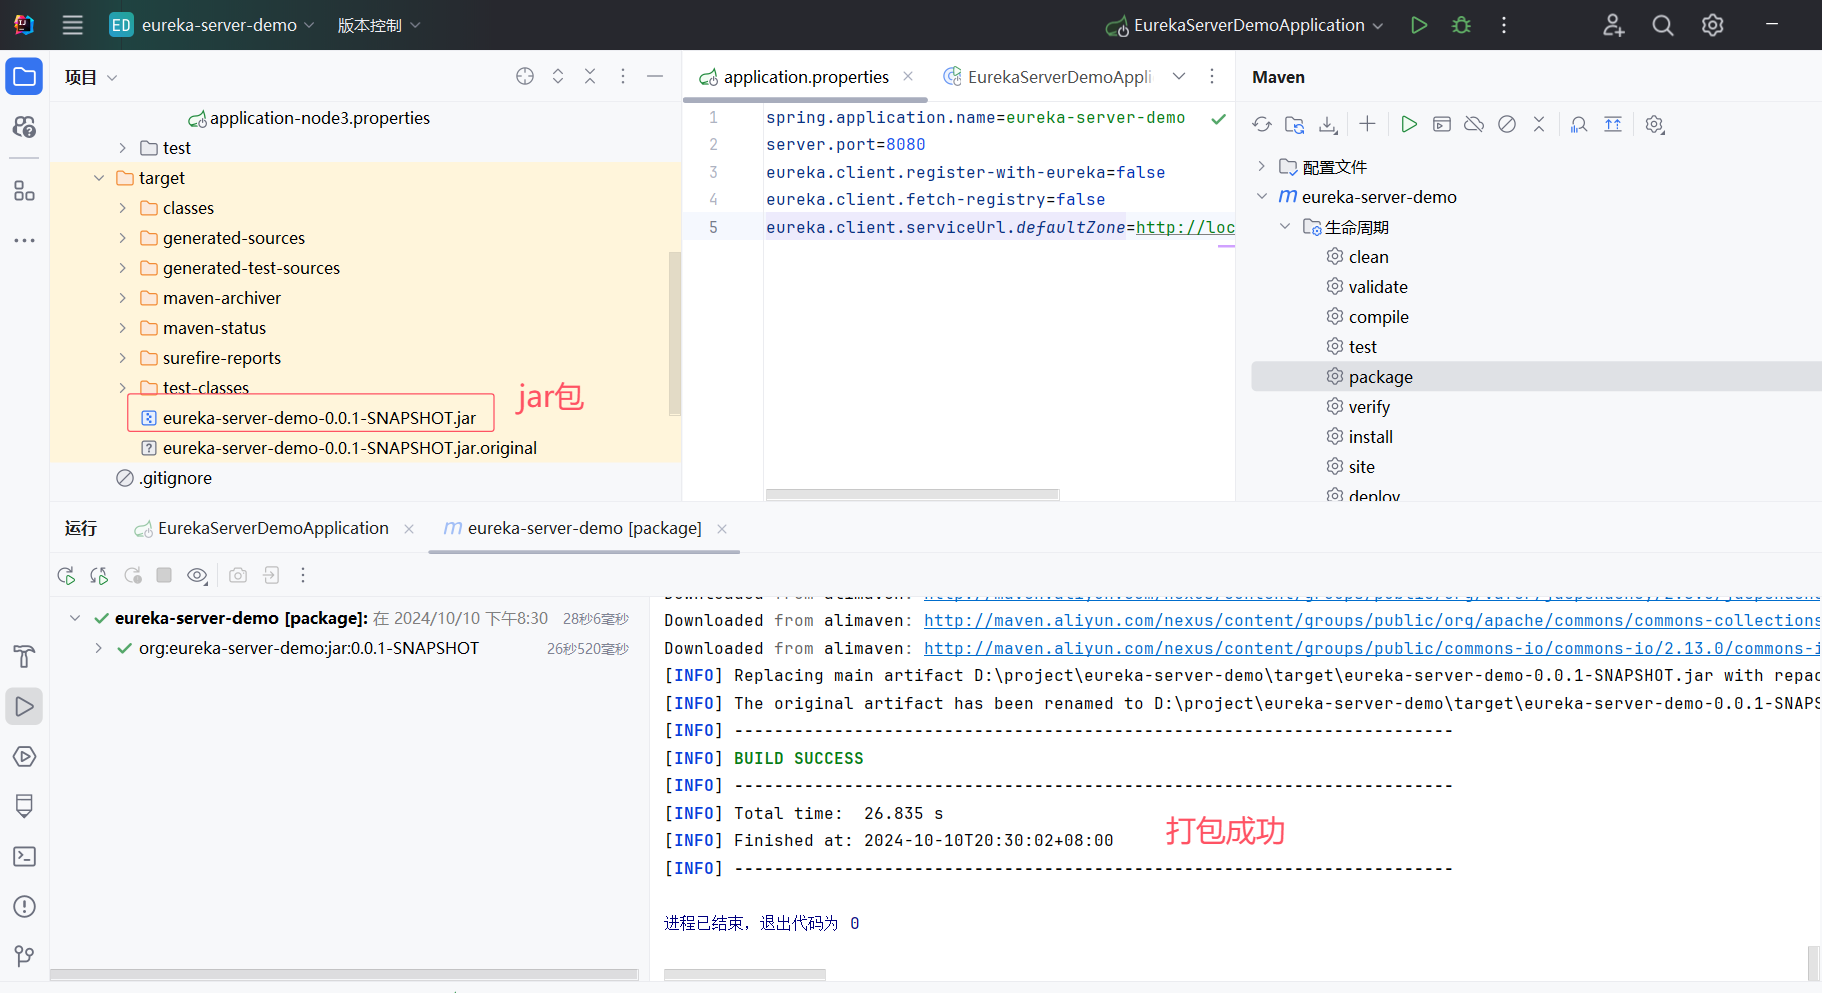 ED eureka-server-demo 版本控制 EurekaServerDemoApplication
项目
application-node3.properties
test
target
classes
generated-sources
generated-test-sources
maven-archiver
maven-status
surefire-reports
test-classes
eureka-server-demo-0.0.1-SNAPSHOT.jar
jar包
eureka-server-demo-0.0.1-SNAPSHOT.jar.original
.gitignore
application.properties EurekaServerDemoAppli
1 spring.application.name=eureka-server-demo
2 server.port=8080
3 eureka.client.register-with-eureka=false
4 eureka.client.fetch-registry=false
5 eureka.client.serviceUrl.defaultZone=http://loc
Maven
配置文件
m eureka-server-demo
生命周期
clean
validate
compile
test
package
verify
install
site
deploy
运行 EurekaServerDemoApplication m eureka-server-demo [package]
eureka-server-demo [package]: 在 2024/10/10 下午8:30 28秒6毫秒
org:eureka-server-demo:jar:0.0.1-SNAPSHOT 26秒520毫秒
Downloaded from alimaven:
Downloaded from alimaven: http://maven.aliyun.com/nexus/content/groups/public/org/apache/commons/commons-collections
Downloaded from alimaven: http://maven.aliyun.com/nexus/content/groups/public/commons-io/commons-io/2.13.0/commons-i
[INFO] Replacing main artifact D:\project\eureka-server-demo\target\eureka-server-demo-0.0.1-SNAPSHOT.jar with repac
[INFO] The original artifact has been renamed to D:\project\eureka-server-demo\target\eureka-server-demo-0.0.1-SNAPS
[INFO] ------------------------------------------------------------------------
[INFO] BUILD SUCCESS
[INFO] ------------------------------------------------------------------------
[INFO] Total time:  26.835 s
[INFO] Finished at: 2024-10-10T20:30:02+08:00
打包成功
[INFO] ------------------------------------------------------------------------
进程已结束，退出代码为 0